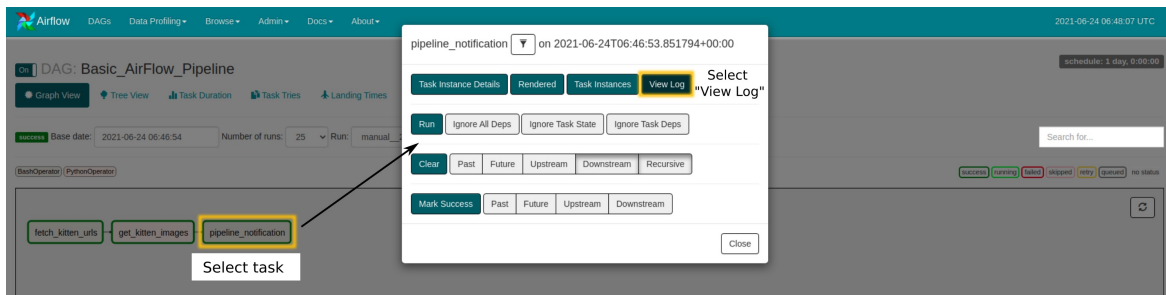 Airflow DAGs Data Profiling Browse Admin Docs About 2021-06-24 06:48:07 UTC
pipeline_notification on 2021-06-24T06:46:53.851794+00:00
On DAG: Basic_AirFlow_Pipeline schedule: 1 day, 0:00:00
Graph View Tree View Task Duration Task Tries Landing Times
Task Instance Details Rendered Task Instances View Log
Select
"View Log"
Run Ignore All Deps Ignore Task State Ignore Task Deps
success Base date: 2021-06-24 06:46:54 Number of runs: 25 Run: manual__ Search for...
Clear Past Future Upstream Downstream Recursive
BashOperator PythonOperator success running failed skipped retry queued no status
Mark Success Past Future Upstream Downstream
fetch_kitten_urls get_kitten_images pipeline_notification
Close
Select task